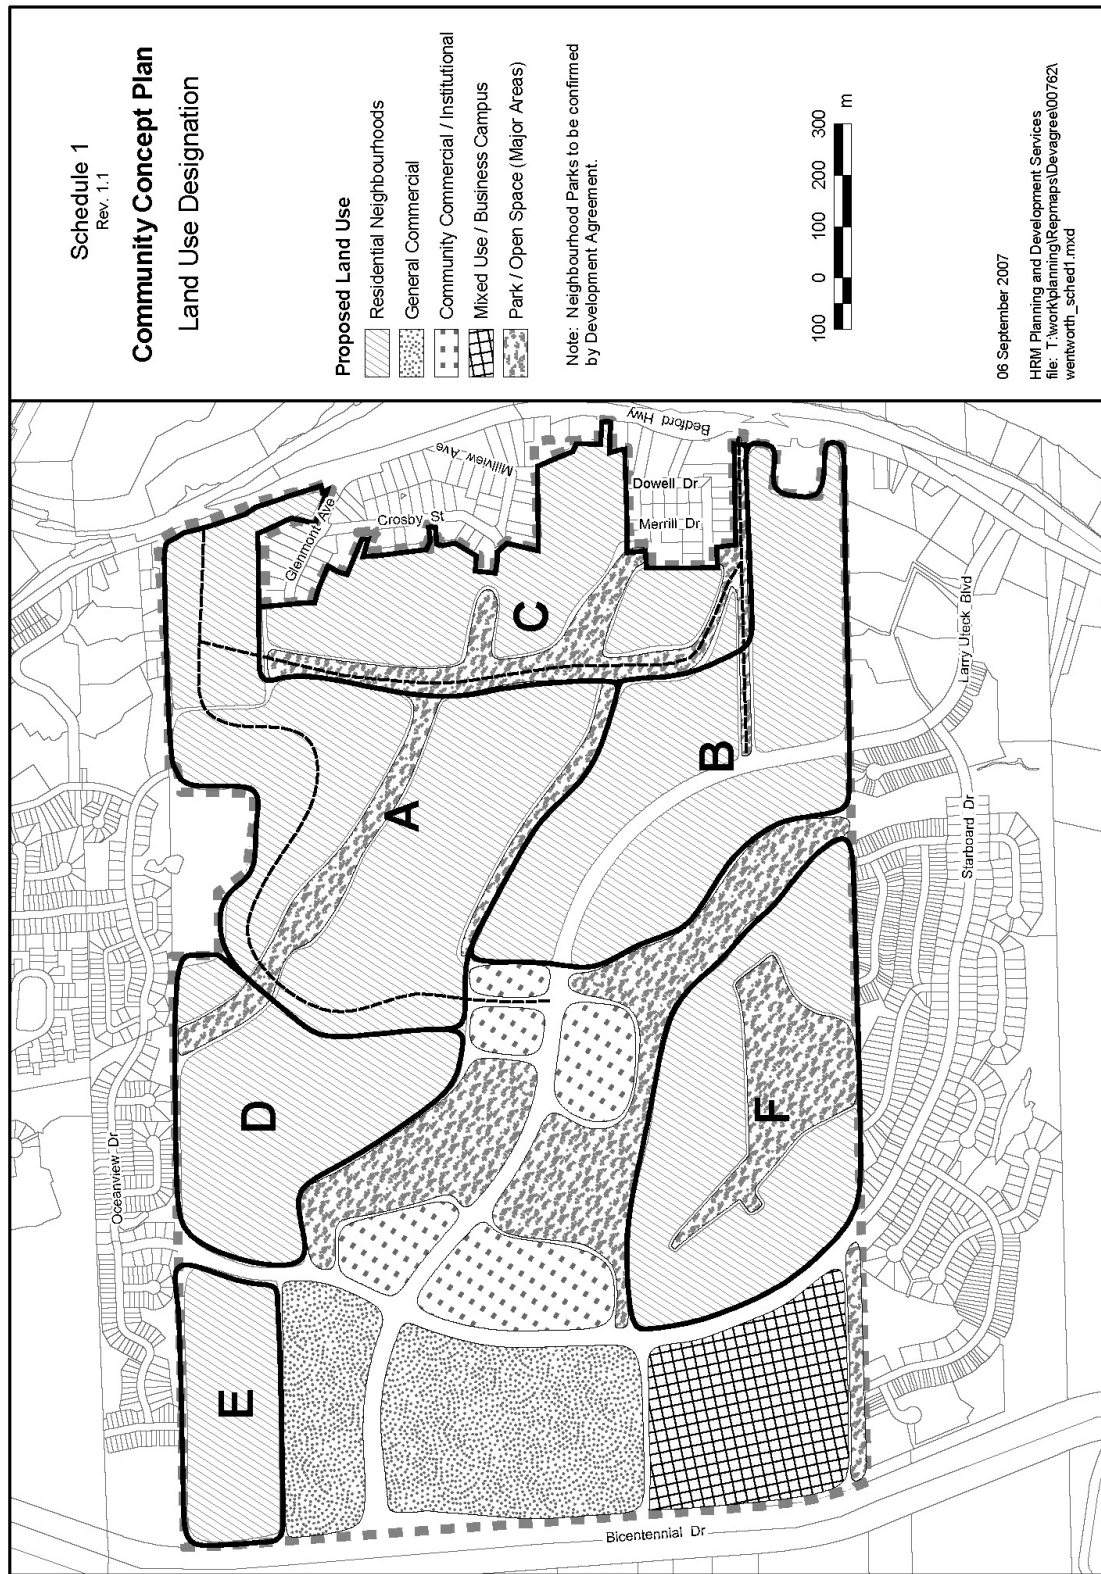 Schedule 1
Rev. 1.1
Community Concept Plan
Land Use Designation
Proposed Land Use
Residential Neighbourhoods
General Commercial
Community Commercial / Institutional
Mixed Use / Business Campus
Park / Open Space (Major Areas)
Note: Neighbourhood Parks to be confirmed
by Development Agreement.
100 0 100 200 300
m
06 September 2007
HRM Planning and Development Services
file: T:\work\planning\Repmaps\Devagree\00762\
wentworth_sched1.mxd
Bedford Hwy
Millview Ave
Crosby St
Glenmont Ave
Dowell Dr
Merrill Dr
Larry Uteck Blvd
Starboard Dr
Oceanview Dr
Bicentennial Dr
A
B
C
D
E
F